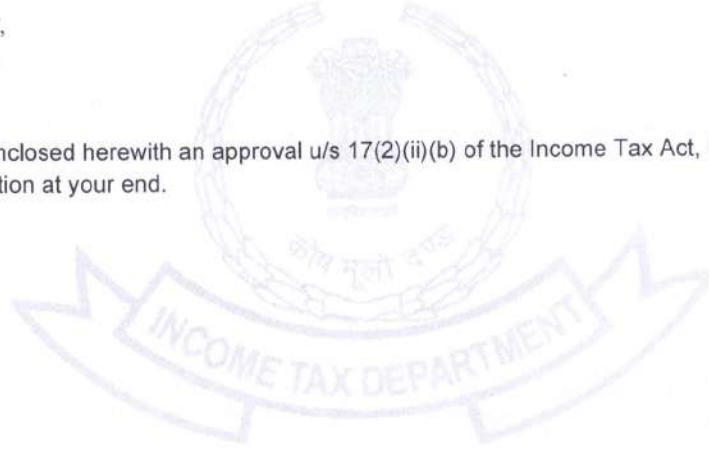 nclosed herewith an approval u/s 17(2)(ii)(b) of the Income Tax Act,
tion at your end.
कोष मूलो दण्डः
INCOME TAX DEPARTMENT